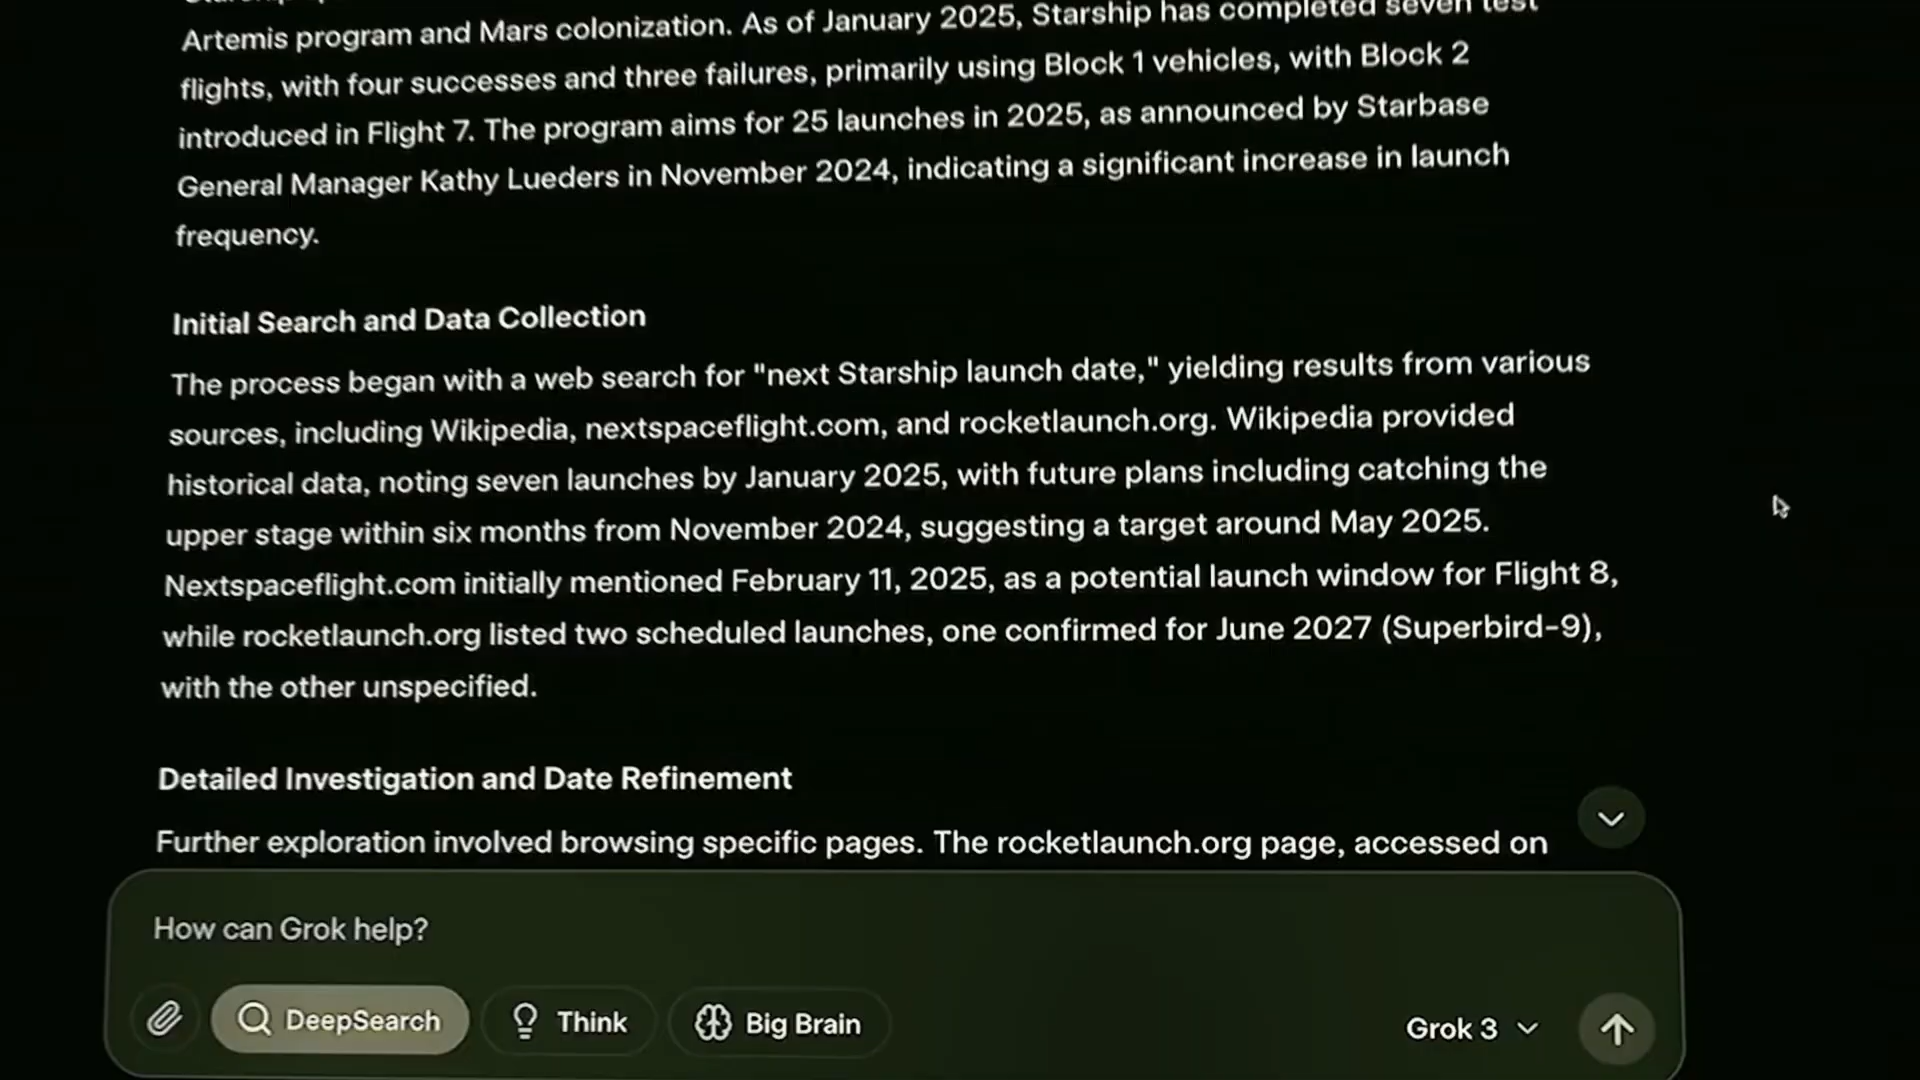 Artemis program and Mars colonization. As of January 2025, Starship has completed seven test
flights, with four successes and three failures, primarily using Block 1 vehicles, with Block 2
introduced in Flight 7. The program aims for 25 launches in 2025, as announced by Starbase
General Manager Kathy Lueders in November 2024, indicating a significant increase in launch
frequency.
Initial Search and Data Collection
The process began with a web search for "next Starship launch date," yielding results from various
sources, including Wikipedia, nextspaceflight.com, and rocketlaunch.org. Wikipedia provided
historical data, noting seven launches by January 2025, with future plans including catching the
upper stage within six months from November 2024, suggesting a target around May 2025.
Nextspaceflight.com initially mentioned February 11, 2025, as a potential launch window for Flight 8,
while rocketlaunch.org listed two scheduled launches, one confirmed for June 2027 (Superbird-9),
with the other unspecified.
Detailed Investigation and Date Refinement
Further exploration involved browsing specific pages. The rocketlaunch.org page, accessed on
How can Grok help?
DeepSearch
Think
Big Brain
Grok 3